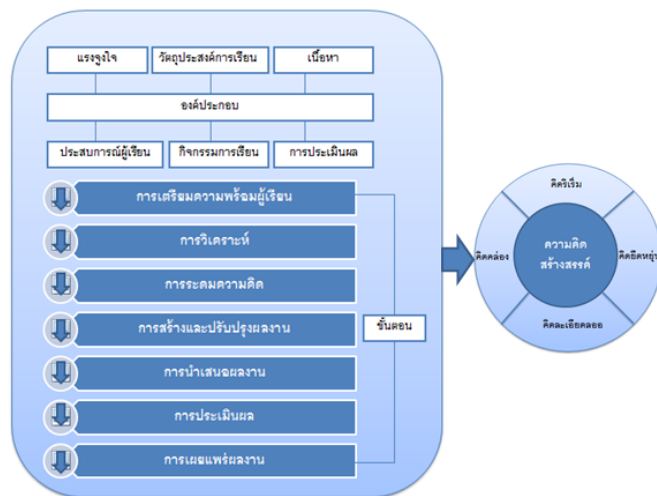 แรงจูงใจ
วัตถุประสงค์การเรียน
เนื้อหา
องค์ประกอบ
ประสบการณ์ผู้เรียน
กิจกรรมการเรียน
การประเมินผล
การเตรียมความพร้อมผู้เรียน
การวิเคราะห์
การระดมความคิด
การสร้างและปรับปรุงผลงาน
การนำเสนอผลงาน
การประเมินผล
การเผยแพร่ผลงาน
ขั้นตอน
คิดริเริ่ม
คิดคล่อง
ความคิด
สร้างสรรค์
คิดยืดหยุ่น
คิดละเอียดลออ